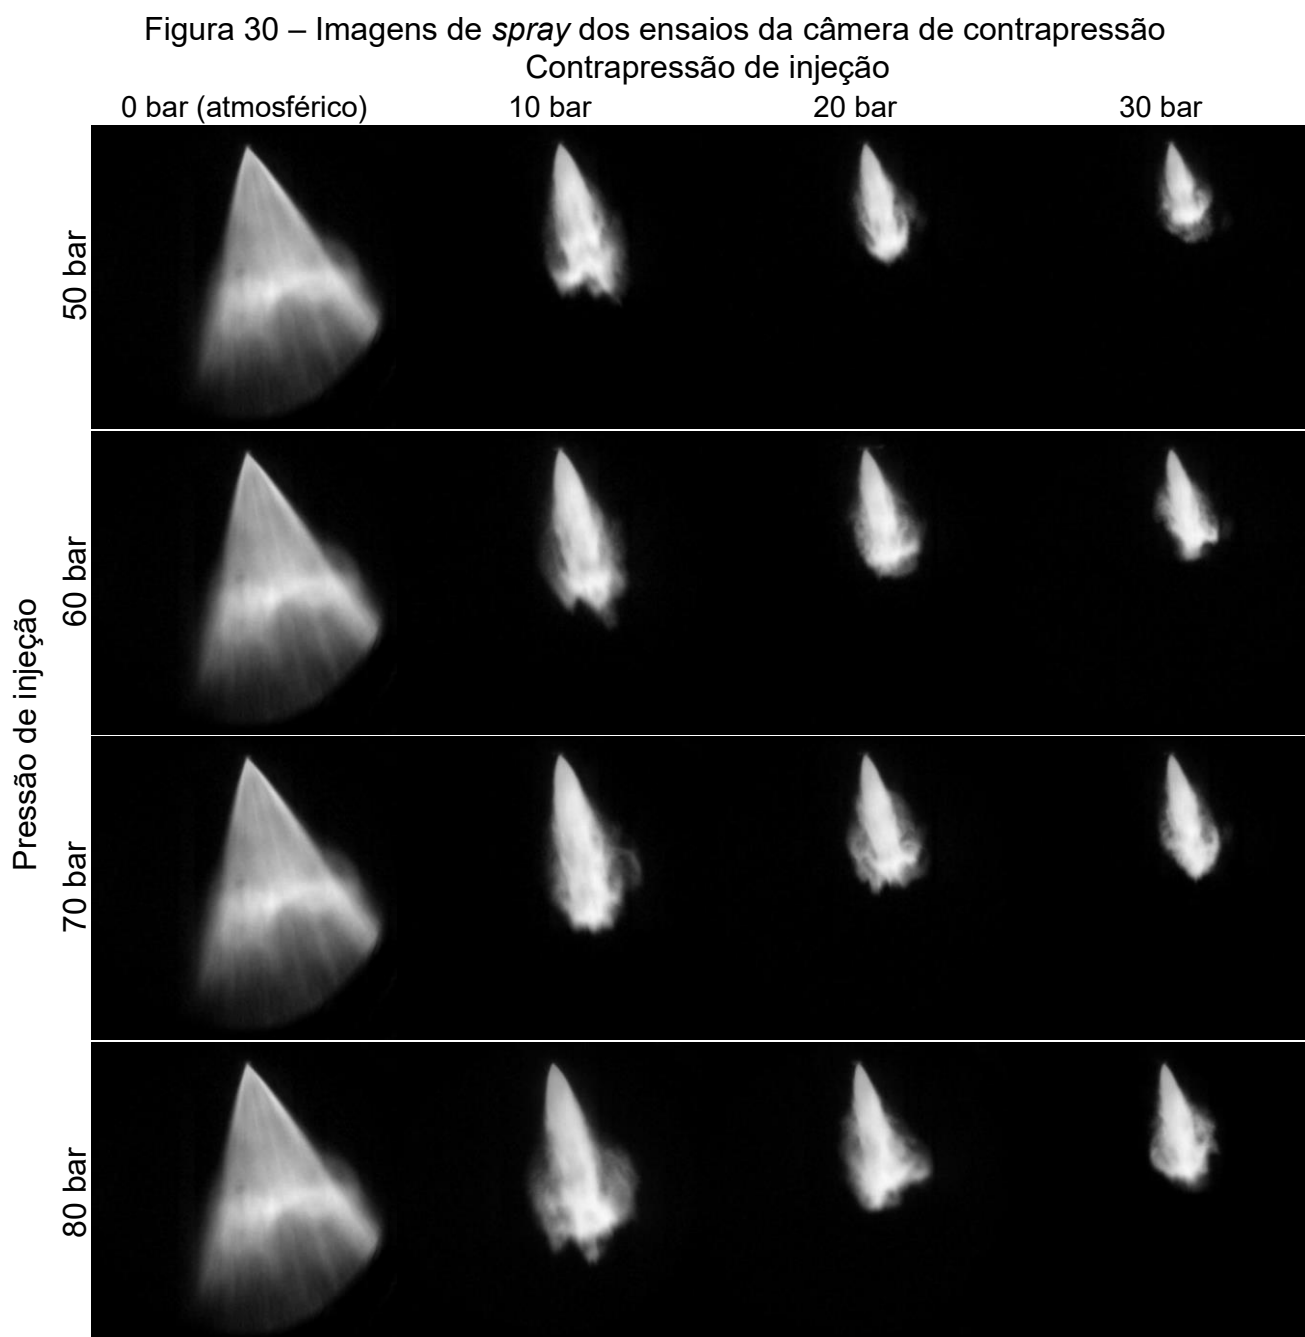 Figura 30 – Imagens de spray dos ensaios da câmera de contrapressão
Contrapressão de injeção
0 bar (atmosférico) 10 bar 20 bar 30 bar
Pressão de injeção
50 bar
60 bar
70 bar
80 bar